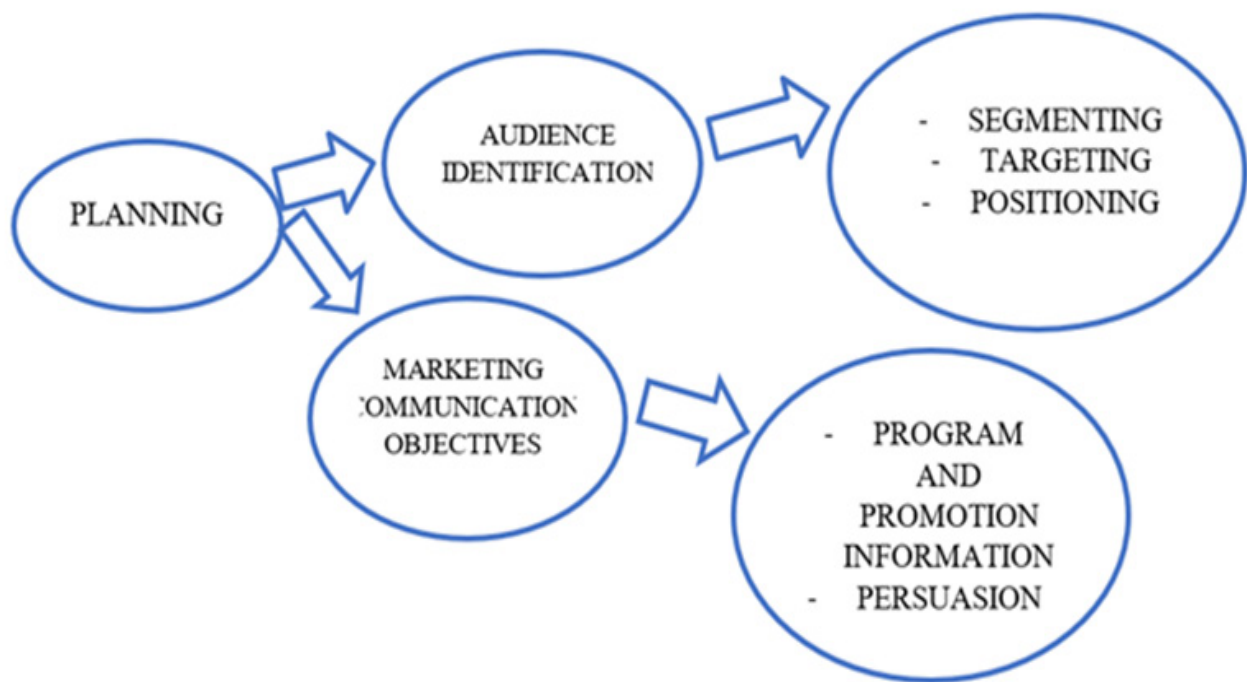 PLANNING
AUDIENCE
IDENTIFICATION
- SEGMENTING
- TARGETING
- POSITIONING
MARKETING
COMMUNICATION
OBJECTIVES
- PROGRAM
AND
PROMOTION
INFORMATION
- PERSUASION